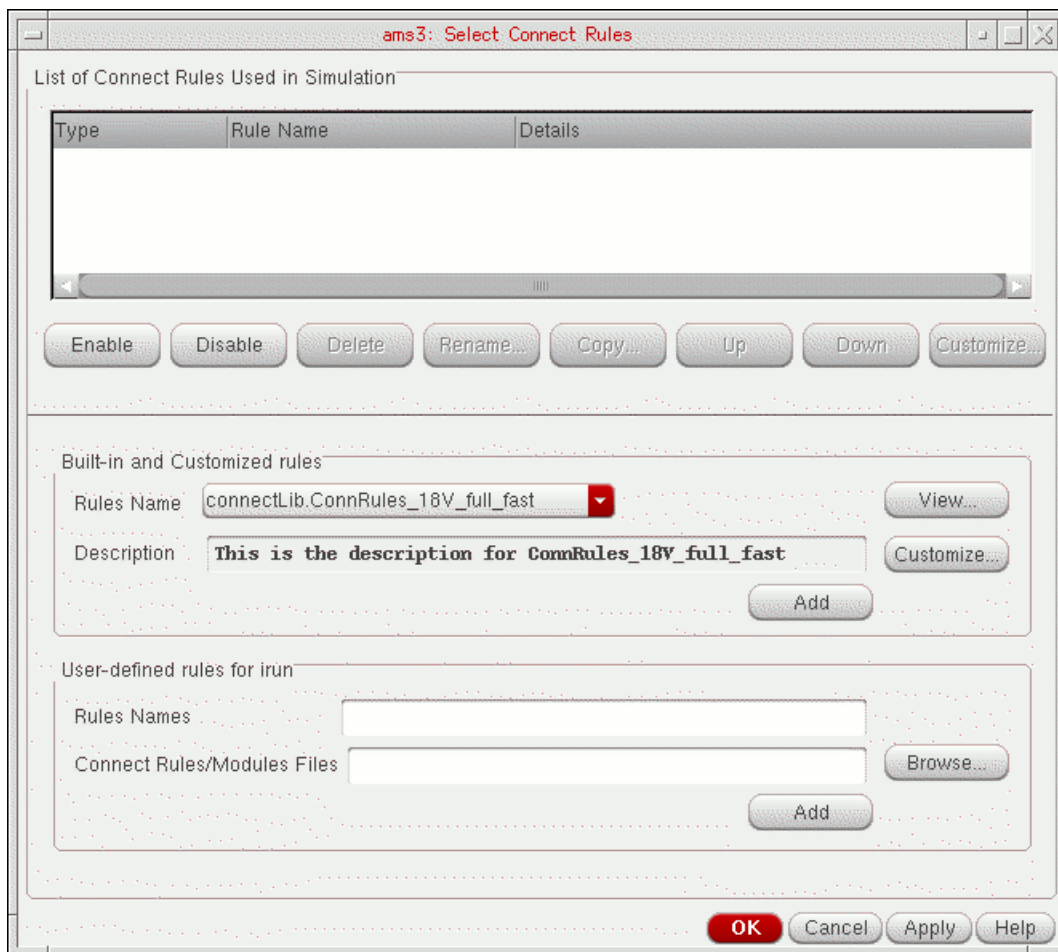 ams3: Select Connect Rules
List of Connect Rules Used in Simulation
Type Rule Name Details
Enable Disable Delete Rename... Copy... Up Down Customize...
Built-in and Customized rules
Rules Name connectLib.ConnRules_18V_full_fast View...
Description This is the description for ConnRules_18V_full_fast Customize...
Add
User-defined rules for irun
Rules Names
Connect Rules/Modules Files Browse...
Add
OK Cancel Apply Help